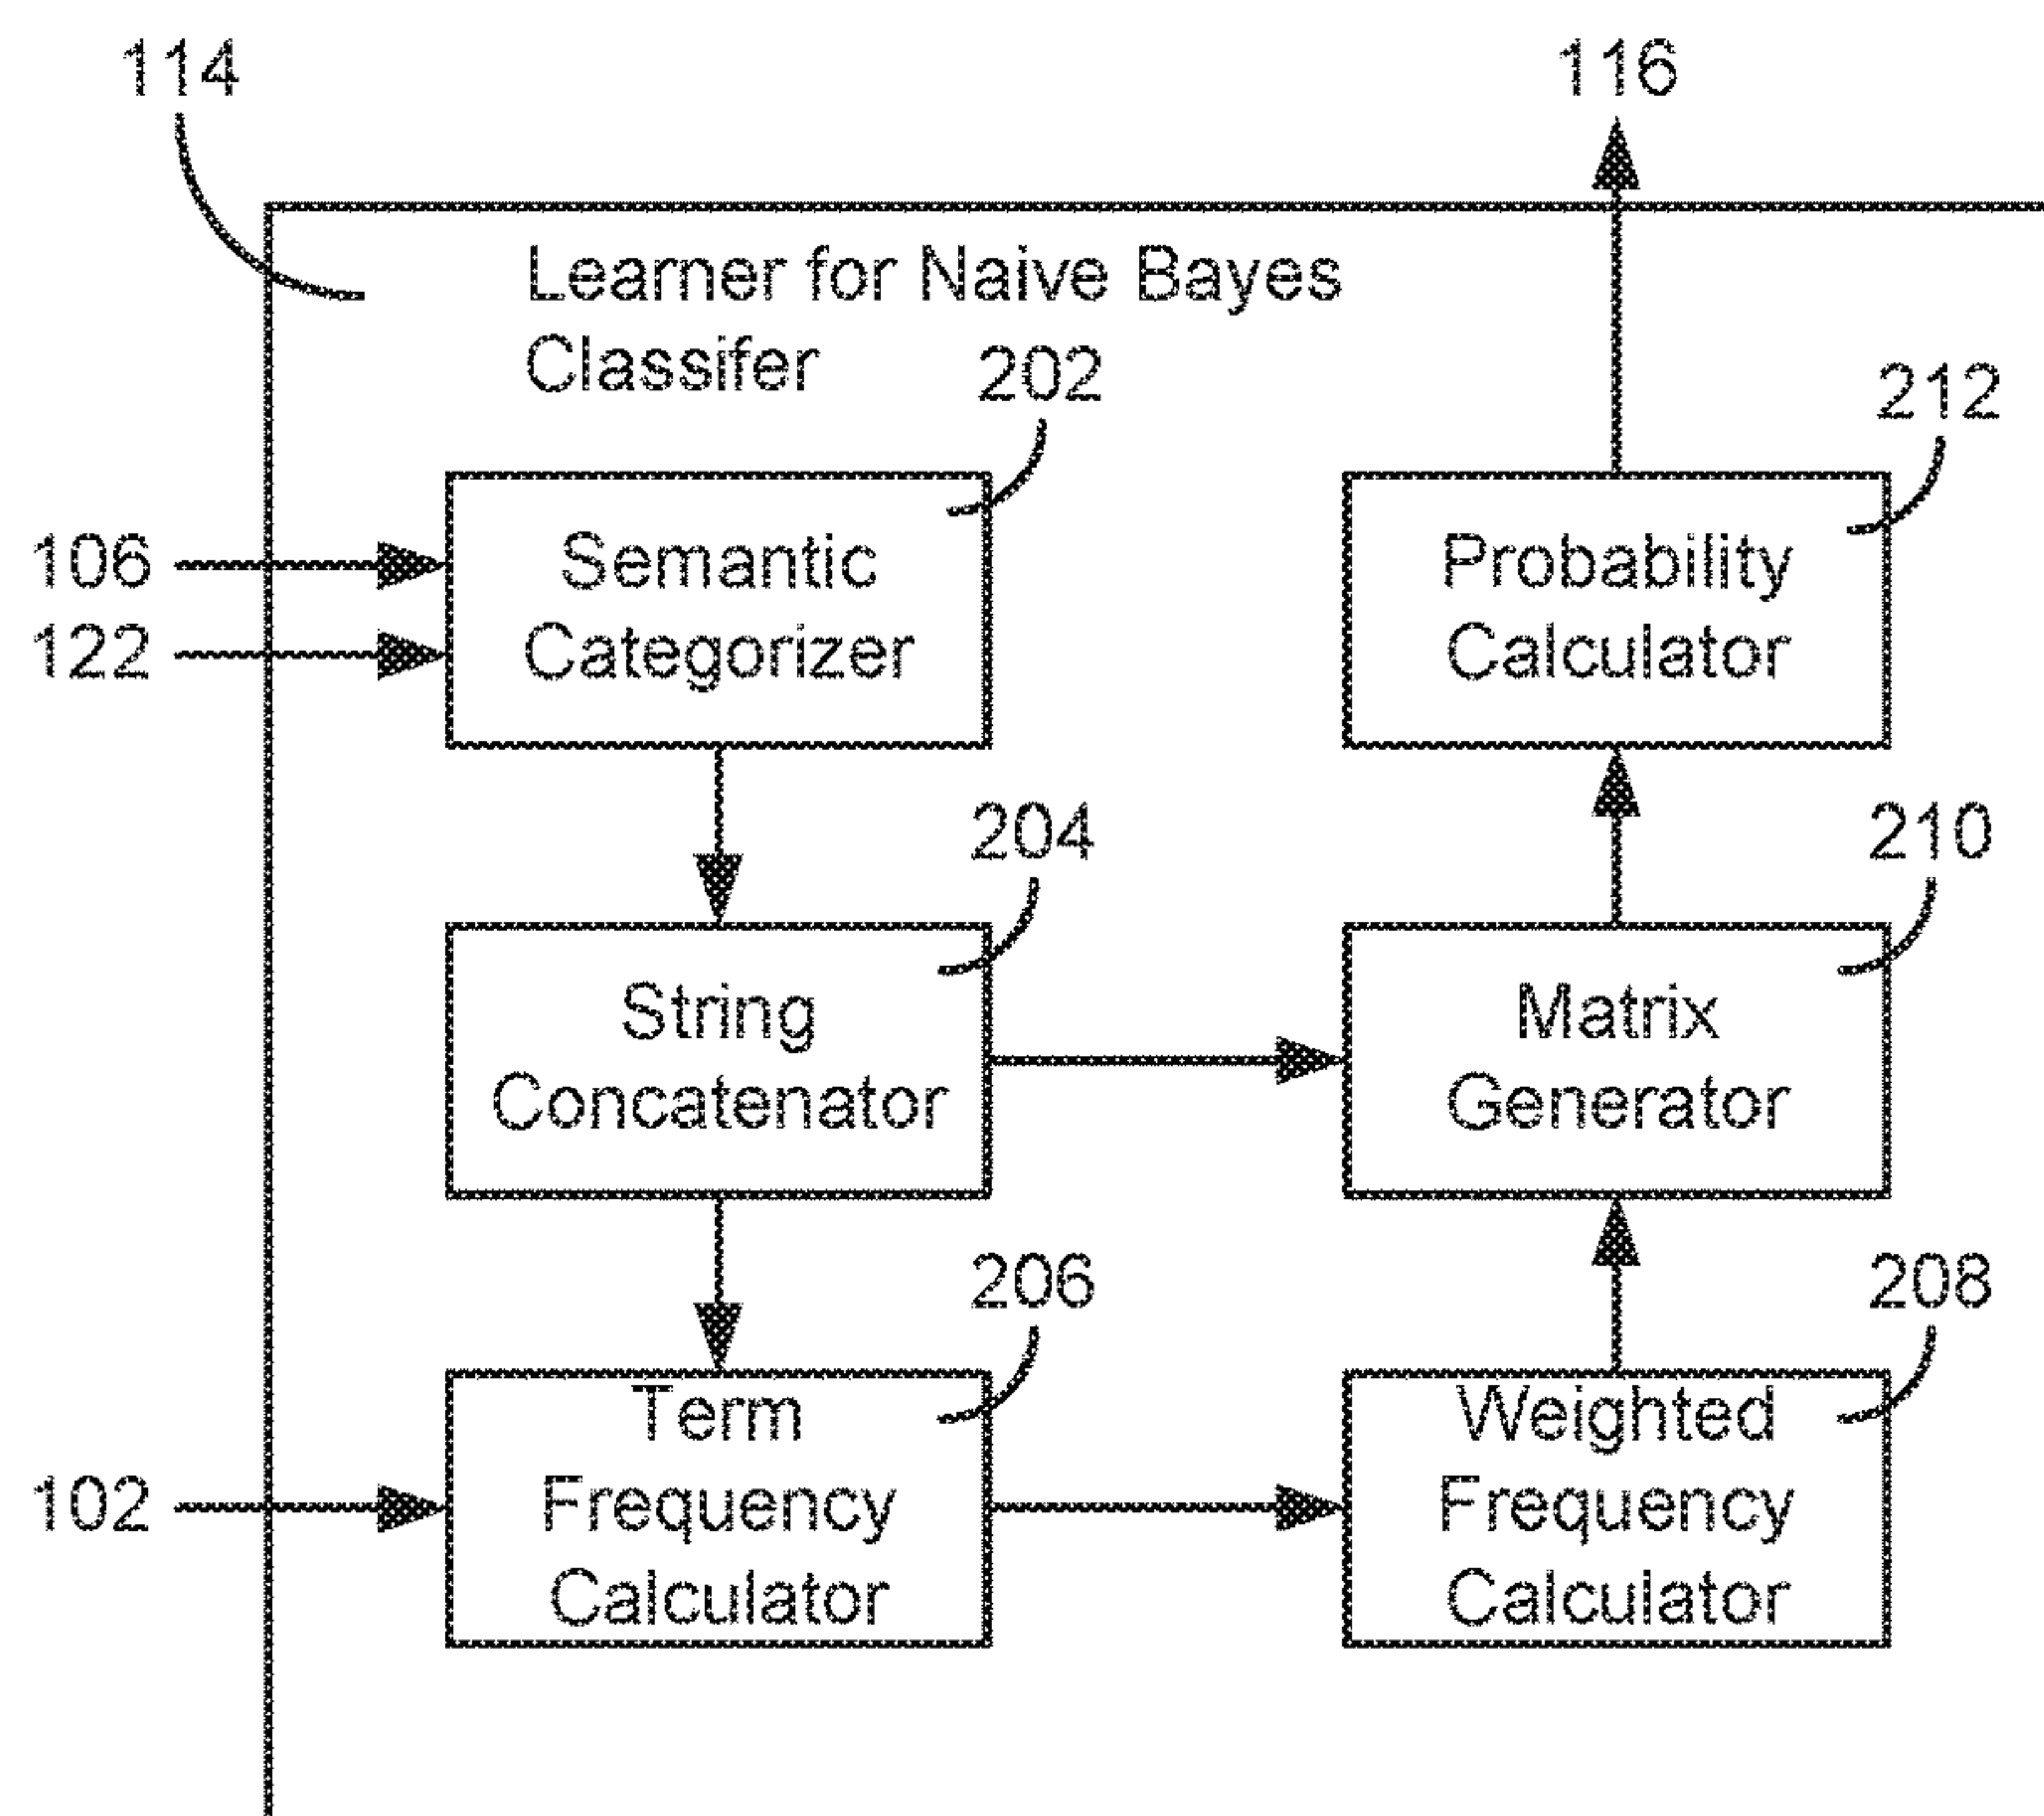 114
116
Learner for Naive Bayes
Classifer
202
212
106
Semantic
Categorizer
122
Probability
Calculator
204
210
String
Concatenator
Matrix
Generator
206
208
102
Term
Frequency
Calculator
Weighted
Frequency
Calculator